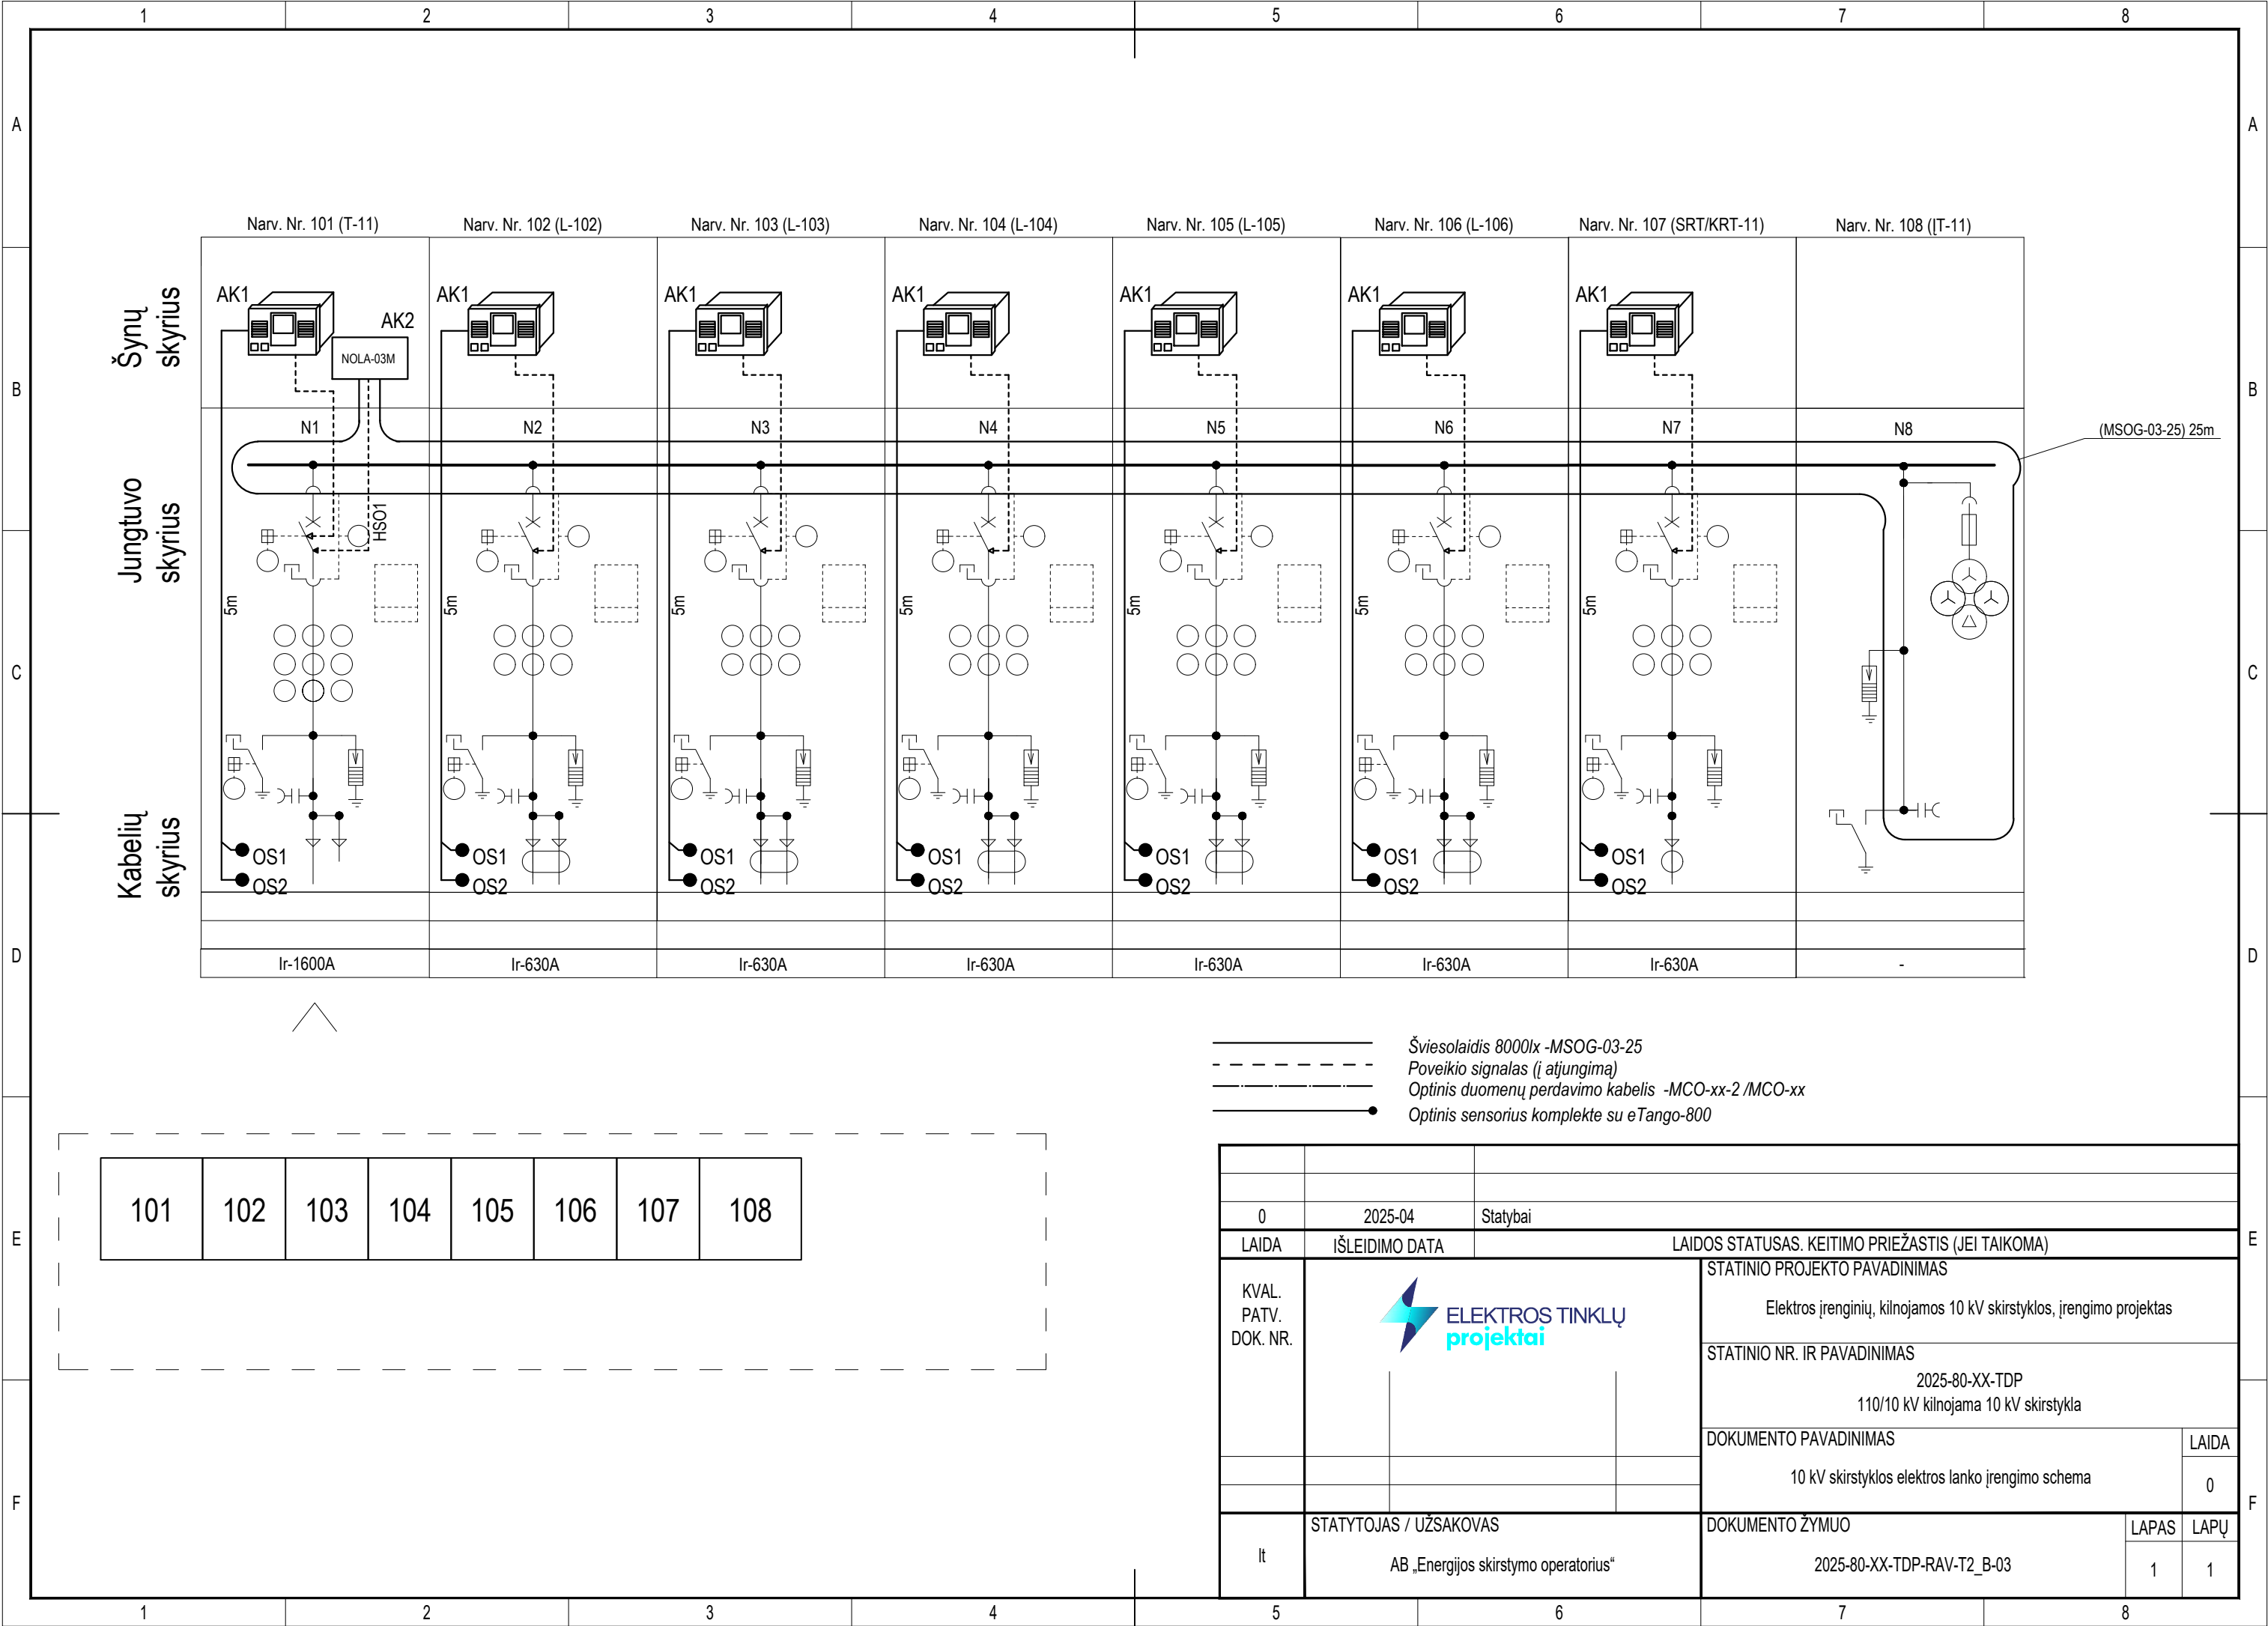 1 2 3 4 5 6 7 8
A A
B B
C C
D D
E E
F F
Narv. Nr. 101 (T-11) Narv. Nr. 102 (L-102) Narv. Nr. 103 (L-103) Narv. Nr. 104 (L-104) Narv. Nr. 105 (L-105) Narv. Nr. 106 (L-106) Narv. Nr. 107 (SRT/KRT-11) Narv. Nr. 108 (ĮT-11)
Šynų
skyrius
AK1 AK1 AK1 AK1 AK1 AK1 AK1
AK2
NOLA-03M
N1 N2 N3 N4 N5 N6 N7 N8
(MSOG-03-25) 25m
Jungtuvo
skyrius
HSO1
5m 5m 5m 5m 5m 5m 5m
Kabelių
skyrius
OS1 OS1 OS1 OS1 OS1 OS1 OS1
OS2 OS2 OS2 OS2 OS2 OS2 OS2
Ir-1600A Ir-630A Ir-630A Ir-630A Ir-630A Ir-630A Ir-630A -
Šviesolaidis 8000lx -MSOG-03-25
Poveikio signalas (į atjungimą)
Optinis duomenų perdavimo kabelis -MCO-xx-2 /MCO-xx
Optinis sensorius komplekte su eTango-800
101 102 103 104 105 106 107 108
0 2025-04 Statybai
LAIDA IŠLEIDIMO DATA LAIDOS STATUSAS. KEITIMO PRIEŽASTIS (JEI TAIKOMA)
KVAL.
PATV.
DOK. NR.
ELEKTROS TINKLŲ
projektai
STATINIO PROJEKTO PAVADINIMAS
Elektros įrenginių, kilnojamos 10 kV skirstyklos, įrengimo projektas
STATINIO NR. IR PAVADINIMAS
2025-80-XX-TDP
110/10 kV kilnojama 10 kV skirstykla
DOKUMENTO PAVADINIMAS LAIDA
10 kV skirstyklos elektros lanko įrengimo schema 0
lt
STATYTOJAS / UŽSAKOVAS
AB „Energijos skirstymo operatorius“
DOKUMENTO ŽYMUO LAPAS LAPŲ
2025-80-XX-TDP-RAV-T2_B-03 1 1
1 2 3 4 5 6 7 8